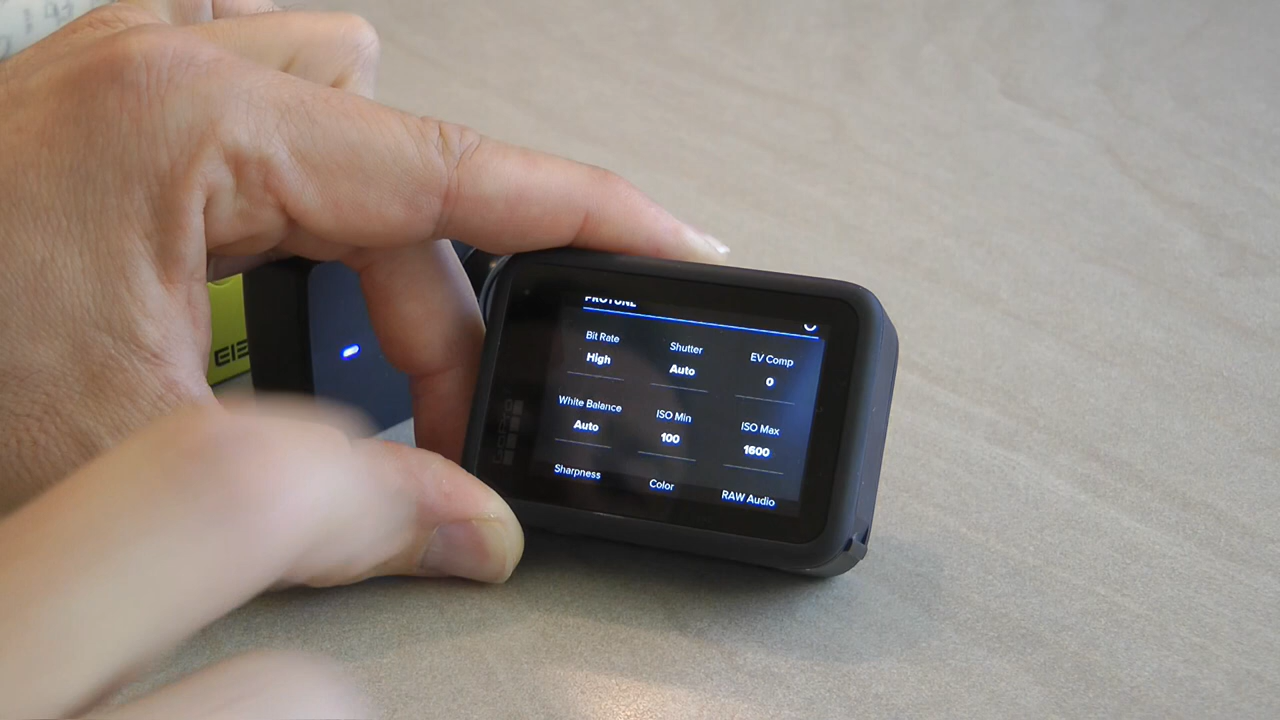 PROTUNE
Bit Rate
Shutter
EV Comp
High
Auto
0
White Balance
ISO Min
ISO Max
Auto
100
1600
Sharpness
Color
RAW Audio
GoPro